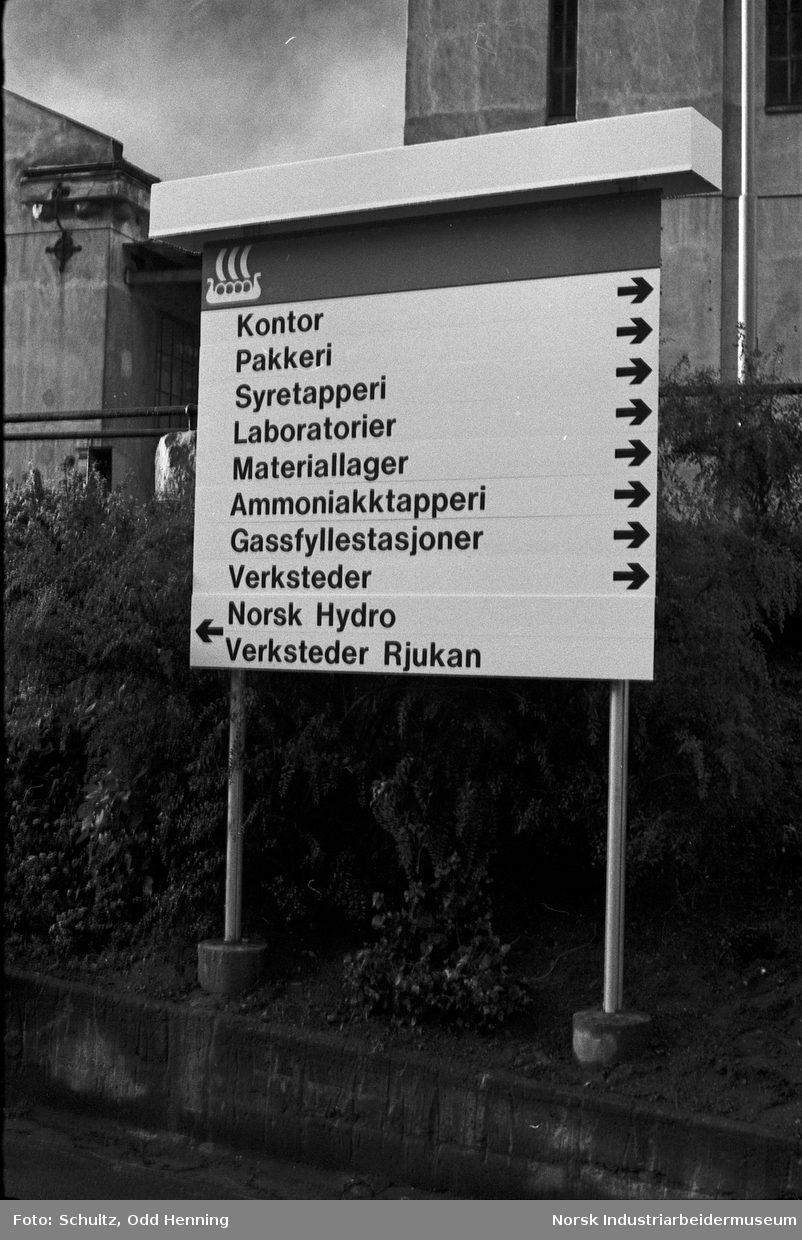 Kontor
Pakkeri
Syretapperi
Laboratorier
Materiallager
Ammoniakktapperi
Gassfyllestasjoner
Verksteder
Norsk Hydro
Verksteder Rjukan
Foto: Schultz, Odd Henning
Norsk Industriarbeidermuseum